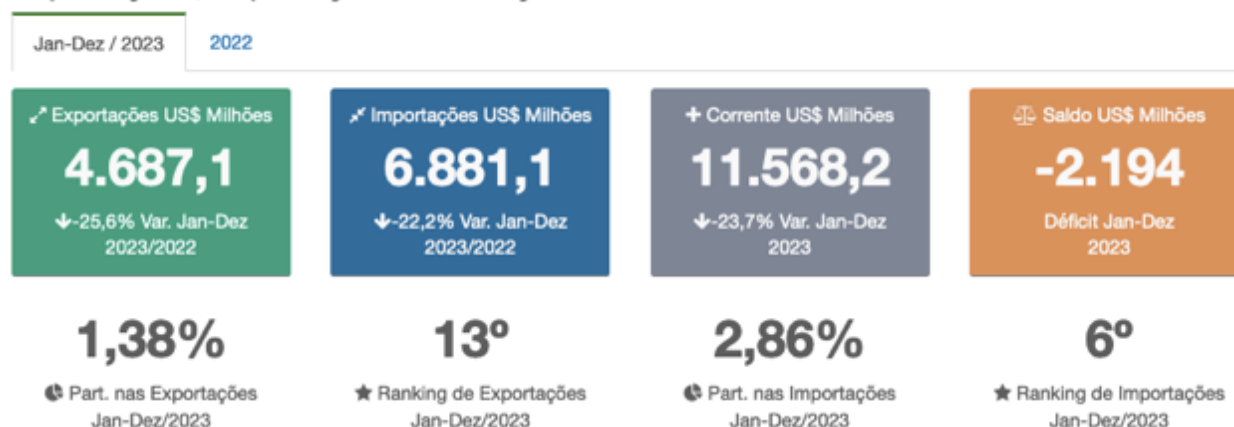 Jan-Dez / 2023
2022
Exportações US$ Milhões
4.687,1
-25,6% Var. Jan-Dez
2023/2022
Importações US$ Milhões
6.881,1
-22,2% Var. Jan-Dez
2023/2022
Corrente US$ Milhões
11.568,2
-23,7% Var. Jan-Dez
2023
Saldo US$ Milhões
-2.194
Déficit Jan-Dez
2023
1,38%
Part. nas Exportações
Jan-Dez/2023
13º
Ranking de Exportações
Jan-Dez/2023
2,86%
Part. nas Importações
Jan-Dez/2023
6º
Ranking de Importações
Jan-Dez/2023